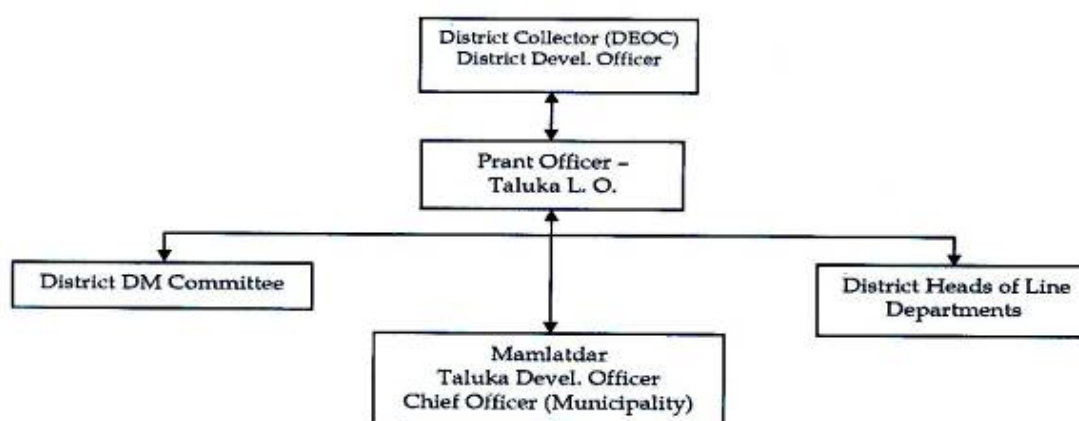 District Collector (DEOC)
District Devel. Officer
Prant Officer –
Taluka L. O.
District DM Committee
District Heads of Line
Departments
Mamlatdar
Taluka Devel. Officer
Chief Officer (Municipality)